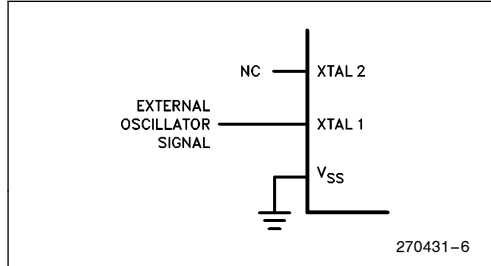 NC
XTAL 2
EXTERNAL
OSCILLATOR
SIGNAL
XTAL 1
VSS
270431-6